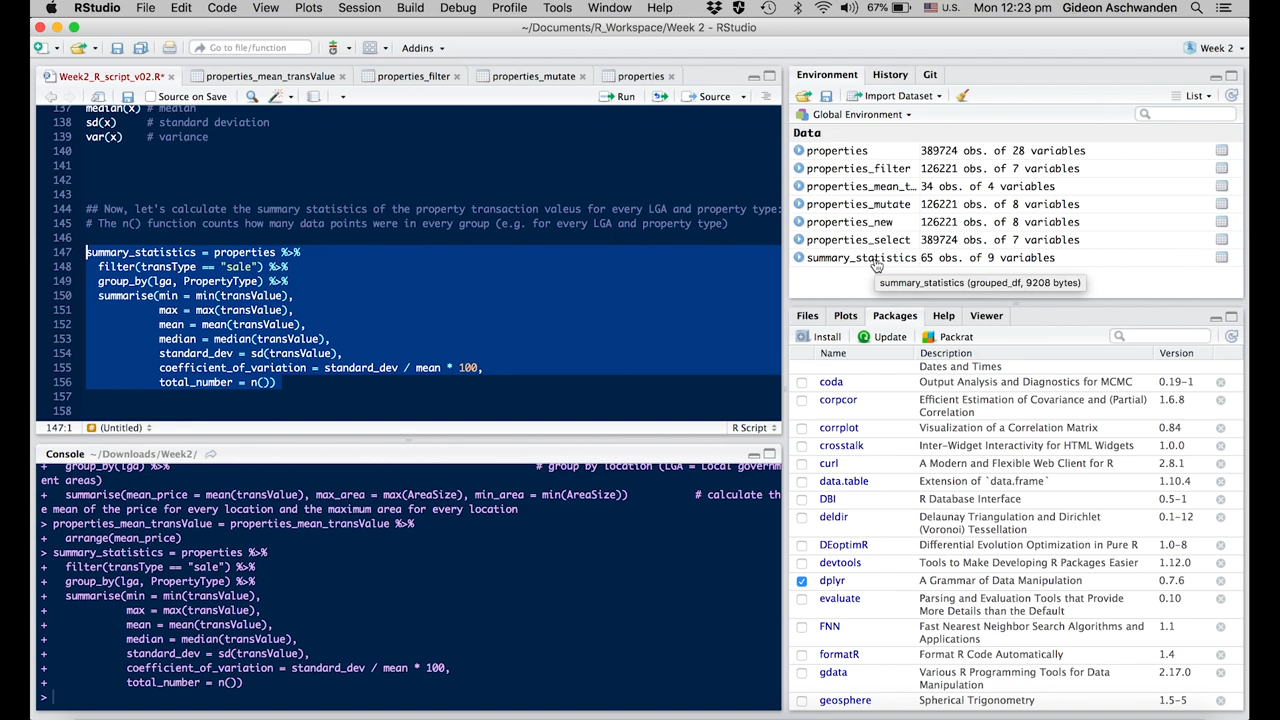 RStudio File Edit Code View Plots Session Build Debug Profile Tools Window Help 67% U.S. Mon 12:23 pm Gideon Aschwanden
~/Documents/R_Workspace/Week 2 - RStudio
Go to file/function Addins Week 2
Week2_R_script_v02.R* properties_mean_transValue properties_filter properties_mutate properties
Source on Save Run Source
137 median(x) # median
138 sd(x) # standard deviation
139 var(x) # variance
140
141
142
143
144 ## Now, let's calculate the summary statistics of the property transaction valeus for every LGA and property type:
145 # The n() function counts how many data points were in every group (e.g. for every LGA and property type)
146
147 summary_statistics = properties %>%
148 filter(transType == "sale") %>%
149 group_by(lga, PropertyType) %>%
150 summarise(min = min(transValue),
151 max = max(transValue),
152 mean = mean(transValue),
153 median = median(transValue),
154 standard_dev = sd(transValue),
155 coefficient_of_variation = standard_dev / mean * 100,
156 total_number = n())
157
158
147:1 # (Untitled) R Script
Console ~/Downloads/Week2/
+ group_by(lga) %>% # group by location (LGA = Local governm
ent areas)
+ summarise(mean_price = mean(transValue), max_area = max(AreaSize), min_area = min(AreaSize)) # calculate th
e mean of the price for every location and the maximum area for every location
> properties_mean_transValue = properties_mean_transValue %>%
+ arrange(mean_price)
> summary_statistics = properties %>%
+ filter(transType == "sale") %>%
+ group_by(lga, PropertyType) %>%
+ summarise(min = min(transValue),
+ max = max(transValue),
+ mean = mean(transValue),
+ median = median(transValue),
+ standard_dev = sd(transValue),
+ coefficient_of_variation = standard_dev / mean * 100,
+ total_number = n())
>
Environment History Git
Import Dataset List
Global Environment
Data
properties 389724 obs. of 28 variables
properties_filter 126221 obs. of 7 variables
properties_mean_t… 34 obs. of 4 variables
properties_mutate 126221 obs. of 8 variables
properties_new 126221 obs. of 8 variables
properties_select 389724 obs. of 7 variables
summary_statistics 65 obs. of 9 variables
summary_statistics (grouped_df, 9208 bytes)
Files Plots Packages Help Viewer
Install Update Packrat
Name Description Version
Dates and Times
coda Output Analysis and Diagnostics for MCMC 0.19-1
corpcor Efficient Estimation of Covariance and (Partial) 1.6.8
Correlation
corrplot Visualization of a Correlation Matrix 0.84
crosstalk Inter-Widget Interactivity for HTML Widgets 1.0.0
curl A Modern and Flexible Web Client for R 2.8.1
data.table Extension of `data.frame` 1.10.4
DBI R Database Interface 0.5-1
deldir Delaunay Triangulation and Dirichlet 0.1-12
(Voronoi) Tessellation
DEoptimR Differential Evolution Optimization in Pure R 1.0-8
devtools Tools to Make Developing R Packages Easier 1.12.0
dplyr A Grammar of Data Manipulation 0.7.6
evaluate Parsing and Evaluation Tools that Provide 0.10
More Details than the Default
FNN Fast Nearest Neighbor Search Algorithms and 1.1
Applications
formatR Format R Code Automatically 1.4
gdata Various R Programming Tools for Data 2.17.0
Manipulation
geosphere Spherical Trigonometry 1.5-5